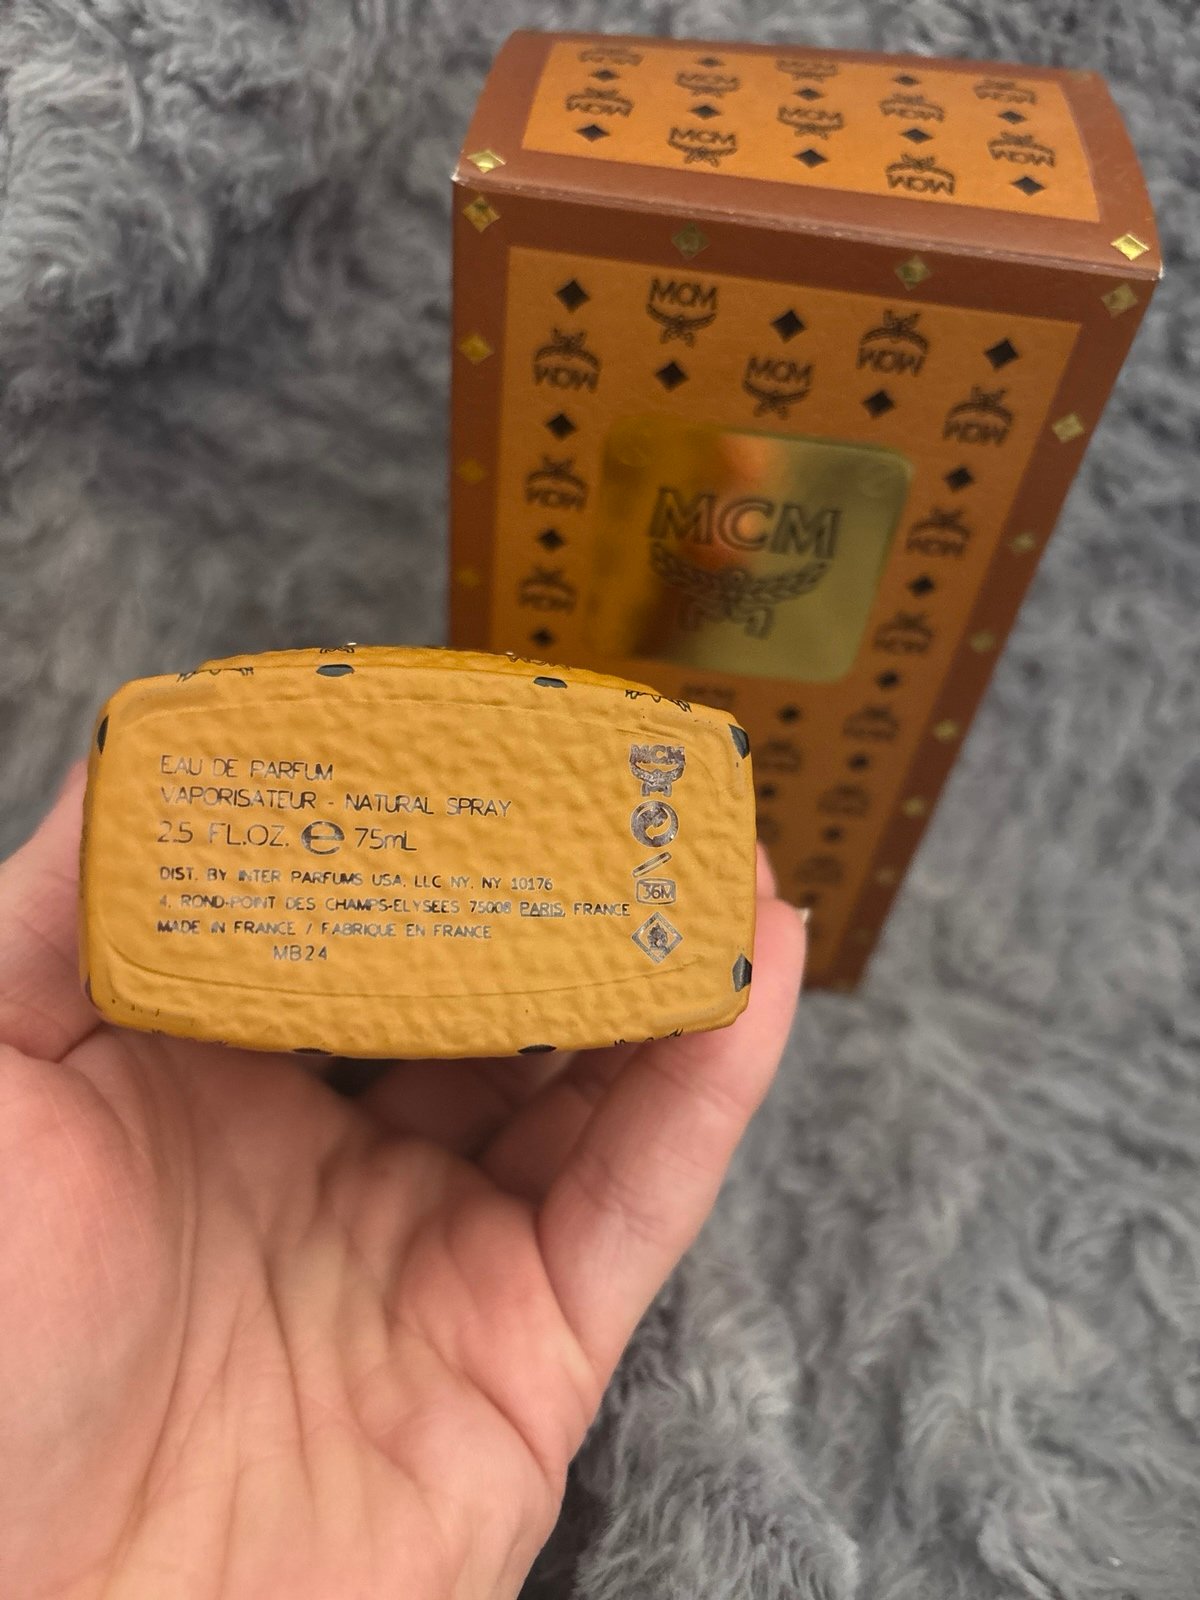 MCM
EAU DE PARFUM
VAPORISATEUR - NATURAL SPRAY
2.5 FL.OZ. e 75mL
DIST. BY INTER PARFUMS USA, LLC NY, NY 10176
4, ROND-POINT DES CHAMPS-ELYSEES 75008 PARIS, FRANCE
MADE IN FRANCE / FABRIQUE EN FRANCE
MB24
MCM
36M